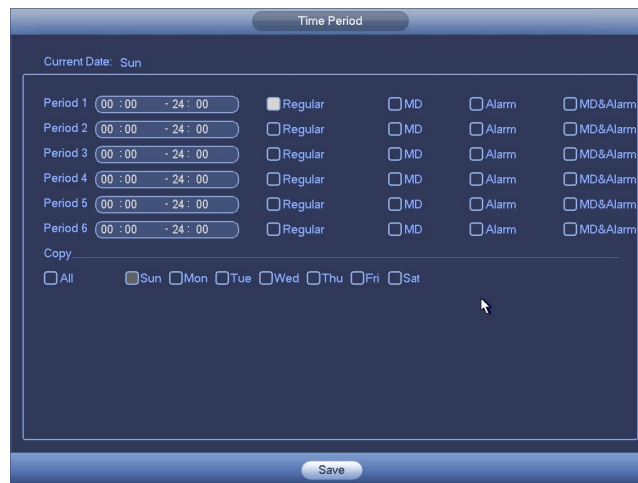 Time Period
Current Date: Sun
Period 1 00 :00 - 24: 00 Regular MD Alarm MD&Alarm
Period 2 00 :00 - 24: 00 Regular MD Alarm MD&Alarm
Period 3 00 :00 - 24: 00 Regular MD Alarm MD&Alarm
Period 4 00 :00 - 24: 00 Regular MD Alarm MD&Alarm
Period 5 00 :00 - 24: 00 Regular MD Alarm MD&Alarm
Period 6 00 :00 - 24: 00 Regular MD Alarm MD&Alarm
Copy
All Sun Mon Tue Wed Thu Fri Sat
Save